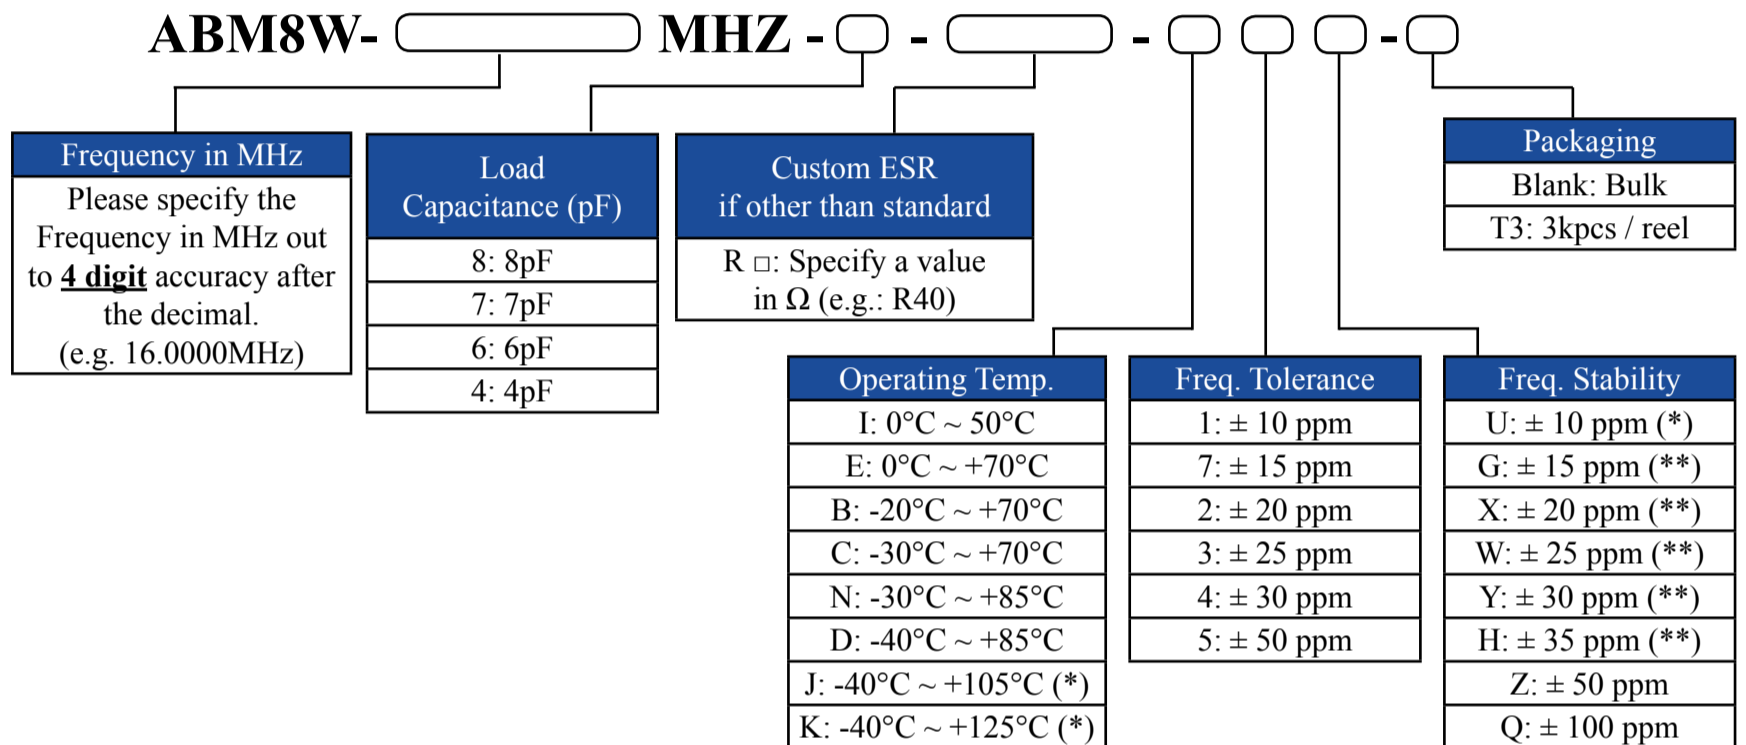 ABM8W- MHZ - - - -
Frequency in MHz
Please specify the
Frequency in MHz out
to 4 digit accuracy after
the decimal.
(e.g. 16.0000MHz)
Load
Capacitance (pF)
8: 8pF
7: 7pF
6: 6pF
4: 4pF
Custom ESR
if other than standard
R □: Specify a value
in Ω (e.g.: R40)
Packaging
Blank: Bulk
T3: 3kpcs / reel
Operating Temp.
I: 0°C ~ 50°C
E: 0°C ~ +70°C
B: -20°C ~ +70°C
C: -30°C ~ +70°C
N: -30°C ~ +85°C
D: -40°C ~ +85°C
J: -40°C ~ +105°C (*)
K: -40°C ~ +125°C (*)
Freq. Tolerance
1: ± 10 ppm
7: ± 15 ppm
2: ± 20 ppm
3: ± 25 ppm
4: ± 30 ppm
5: ± 50 ppm
Freq. Stability
U: ± 10 ppm (*)
G: ± 15 ppm (**)
X: ± 20 ppm (**)
W: ± 25 ppm (**)
Y: ± 30 ppm (**)
H: ± 35 ppm (**)
Z: ± 50 ppm
Q: ± 100 ppm